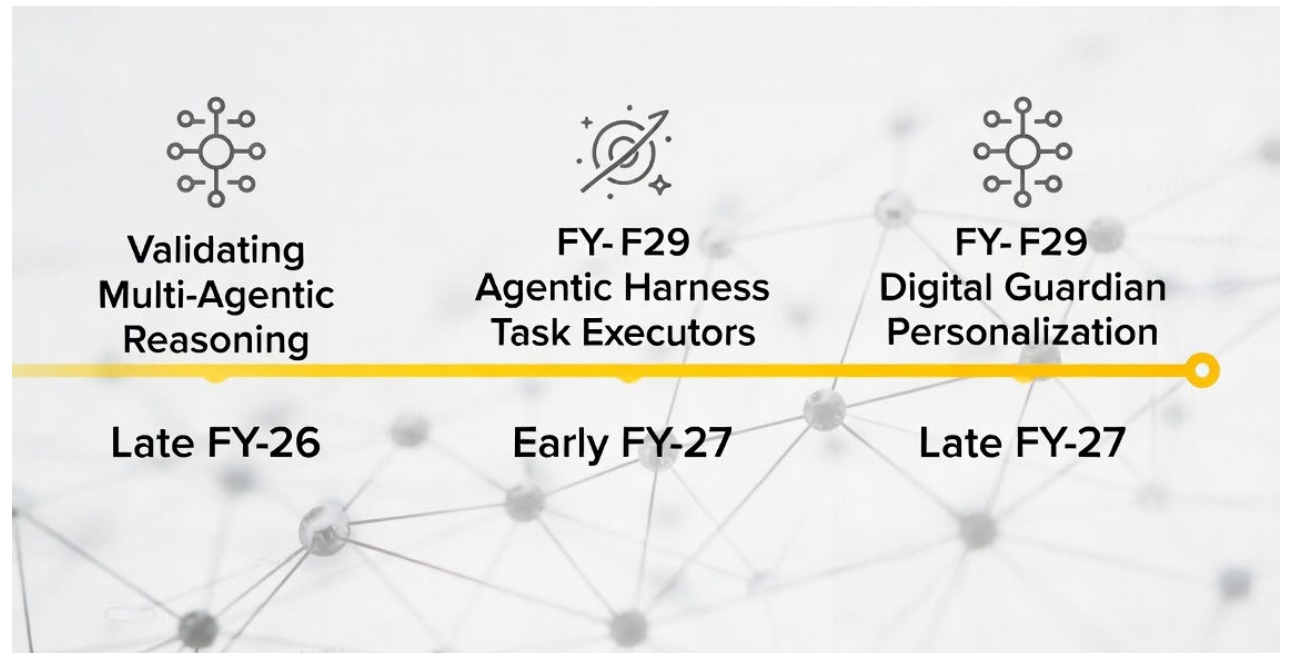 Validating
Multi-Agentic
Reasoning
FY- F29
Agentic Harness
Task Executors
FY- F29
Digital Guardian
Personalization
Late FY-26
Early FY-27
Late FY-27